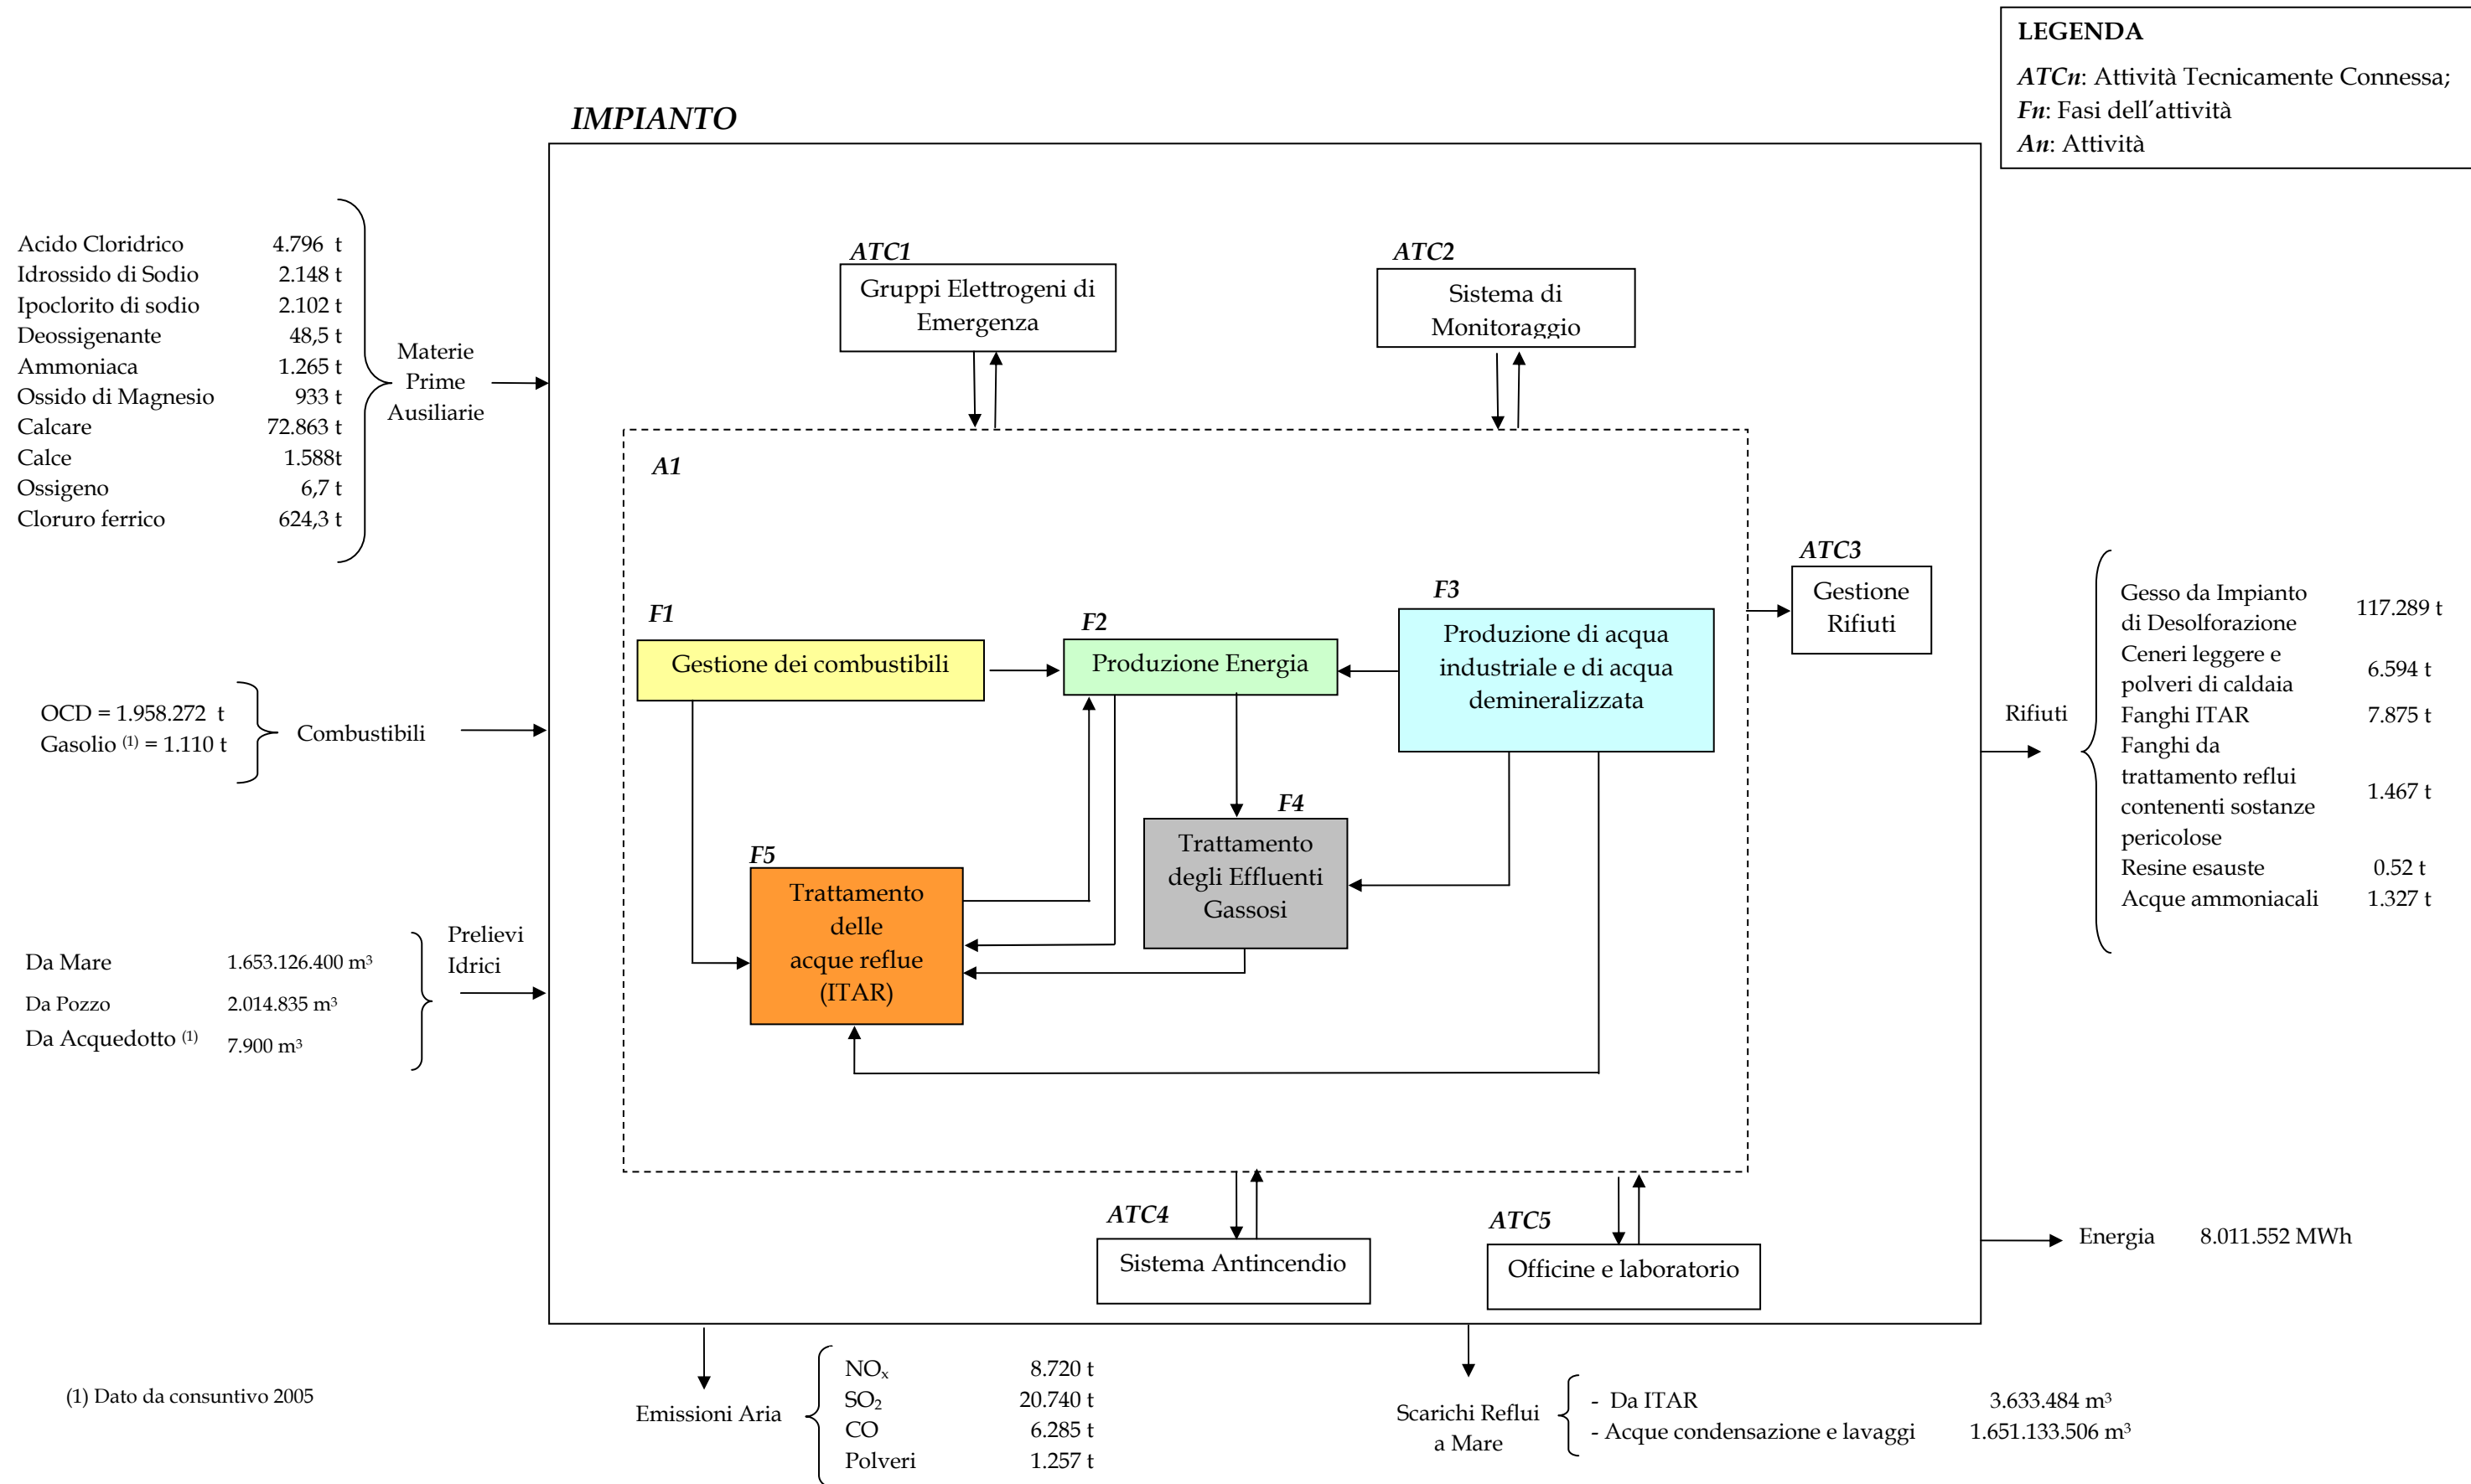 LEGENDA
ATCn: Attività Tecnicamente Connessa;
Fn: Fasi dell’attività
An: Attività
IMPIANTO
Acido Cloridrico 4.796 t
Idrossido di Sodio 2.148 t
Ipoclorito di sodio 2.102 t
Deossigenante 48,5 t
Ammoniaca 1.265 t
Ossido di Magnesio 933 t
Calcare 72.863 t
Calce 1.588t
Ossigeno 6,7 t
Cloruro ferrico 624,3 t
Materie
Prime
Ausiliarie
OCD = 1.958.272 t
Gasolio (1) = 1.110 t
Combustibili
Prelievi
Idrici
Da Mare 1.653.126.400 m³
Da Pozzo 2.014.835 m³
Da Acquedotto (1) 7.900 m³
ATC1
Gruppi Elettrogeni di
Emergenza
ATC2
Sistema di
Monitoraggio
A1
F1
Gestione dei combustibili
F2
Produzione Energia
F3
Produzione di acqua
industriale e di acqua
demineralizzata
F4
Trattamento
degli Effluenti
Gassosi
F5
Trattamento
delle
acque reflue
(ITAR)
ATC3
Gestione
Rifiuti
ATC4
Sistema Antincendio
ATC5
Officine e laboratorio
Rifiuti
Gesso da Impianto
di Desolforazione 117.289 t
Ceneri leggere e
polveri di caldaia 6.594 t
Fanghi ITAR 7.875 t
Fanghi da
trattamento reflui
contenenti sostanze 1.467 t
pericolose
Resine esauste 0.52 t
Acque ammoniacali 1.327 t
Energia 8.011.552 MWh
(1) Dato da consuntivo 2005
Emissioni Aria
NOx 8.720 t
SO2 20.740 t
CO 6.285 t
Polveri 1.257 t
Scarichi Reflui
a Mare
- Da ITAR 3.633.484 m³
- Acque condensazione e lavaggi 1.651.133.506 m³